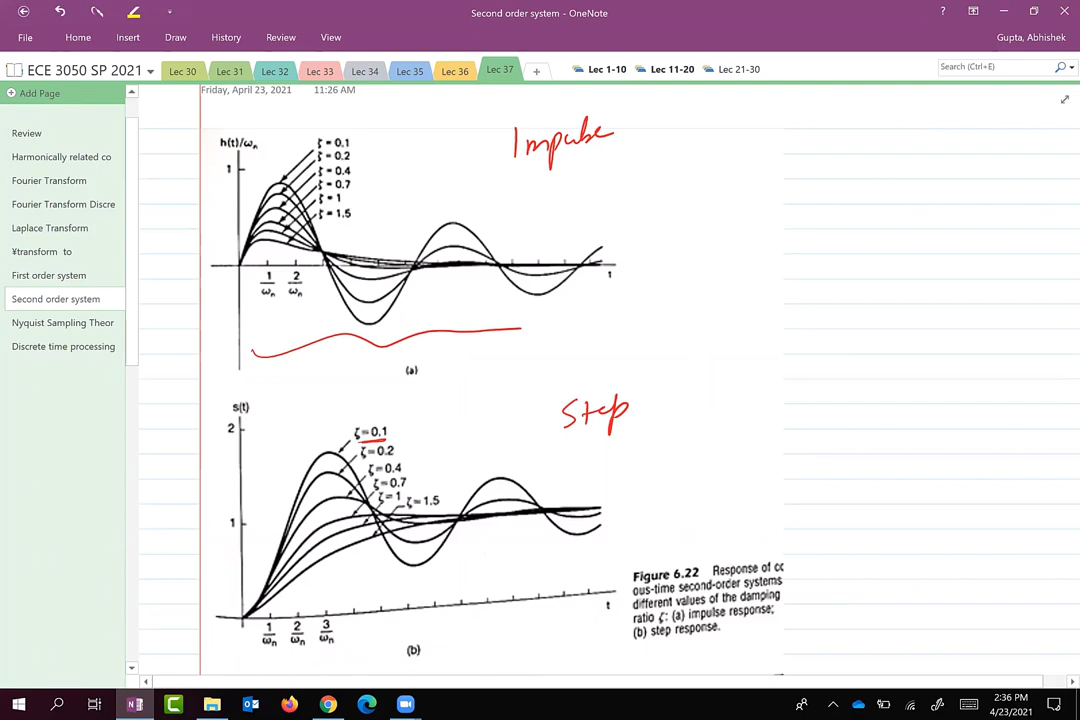 Second order system - OneNote
Gupta, Abhishek
File Home Insert Draw History Review View
ECE 3050 SP 2021
Lec 30 Lec 31 Lec 32 Lec 33 Lec 34 Lec 35 Lec 36 Lec 37
Lec 1-10 Lec 11-20 Lec 21-30
Search (Ctrl+E)
Add Page
Review
Harmonically related co
Fourier Transform
Fourier Transform Discre
Laplace Transform
¥transform to
First order system
Second order system
Nyquist Sampling Theor
Discrete time processing
Friday, April 23, 2021 11:26 AM
Impulse
h(t)/ωn
1
ζ = 0.1
ζ = 0.2
ζ = 0.4
ζ = 0.7
ζ = 1
ζ = 1.5
1/ωn 2/ωn
t
(a)
Step
s(t)
2
1
ζ = 0.1
ζ = 0.2
ζ = 0.4
ζ = 0.7
ζ = 1
ζ = 1.5
1/ωn 2/ωn 3/ωn
t
(b)
Figure 6.22 Response of cc
ous-time second-order systems
different values of the damping
ratio ζ: (a) impulse response;
(b) step response.
2:36 PM
4/23/2021